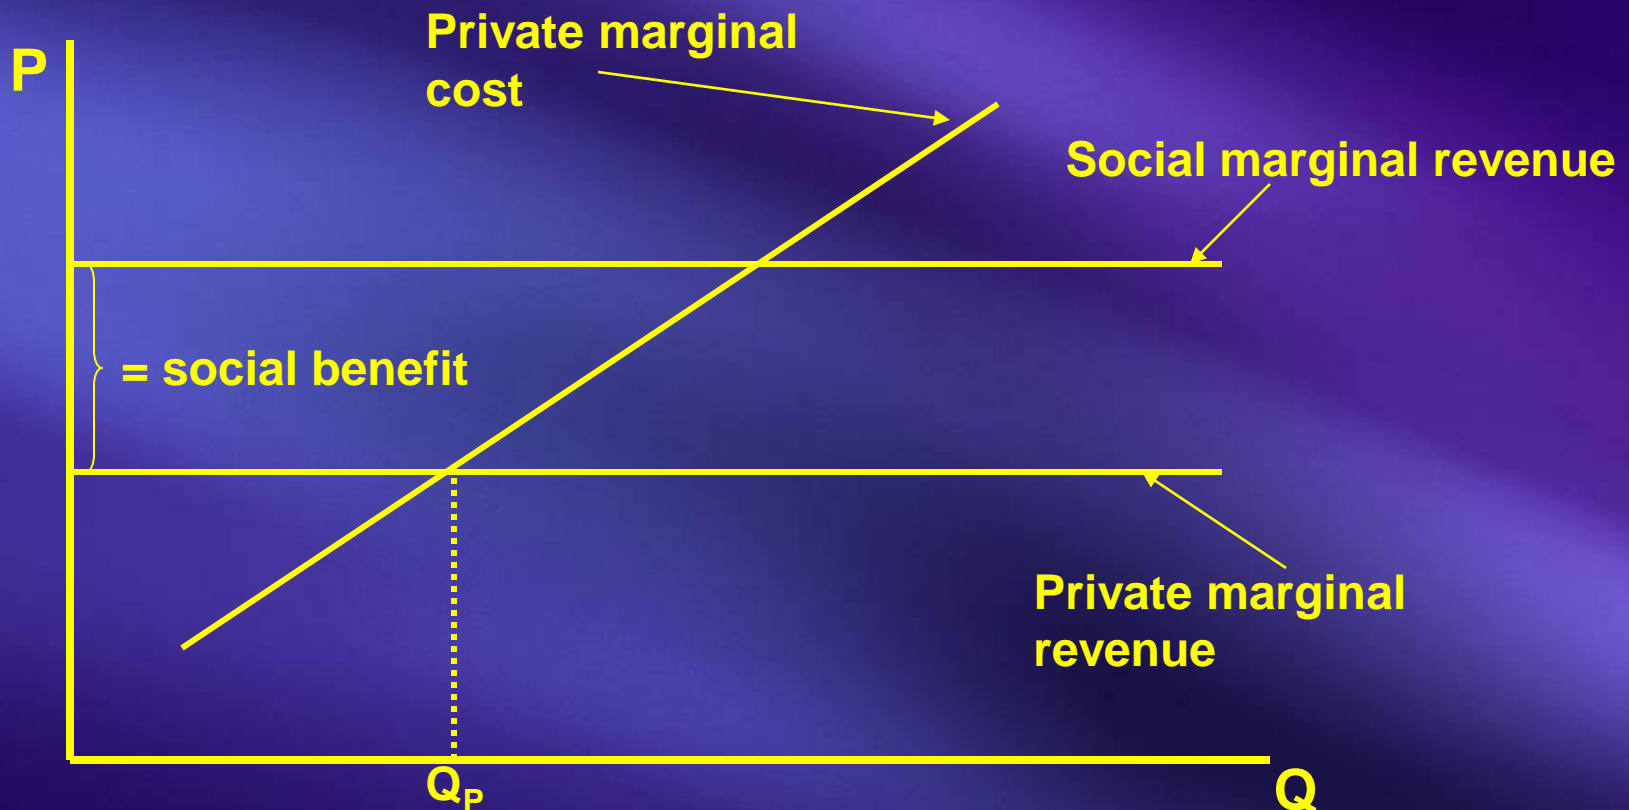 Private marginal
cost
P
Social marginal revenue
= social benefit
Private marginal
revenue
Qₚ
Q